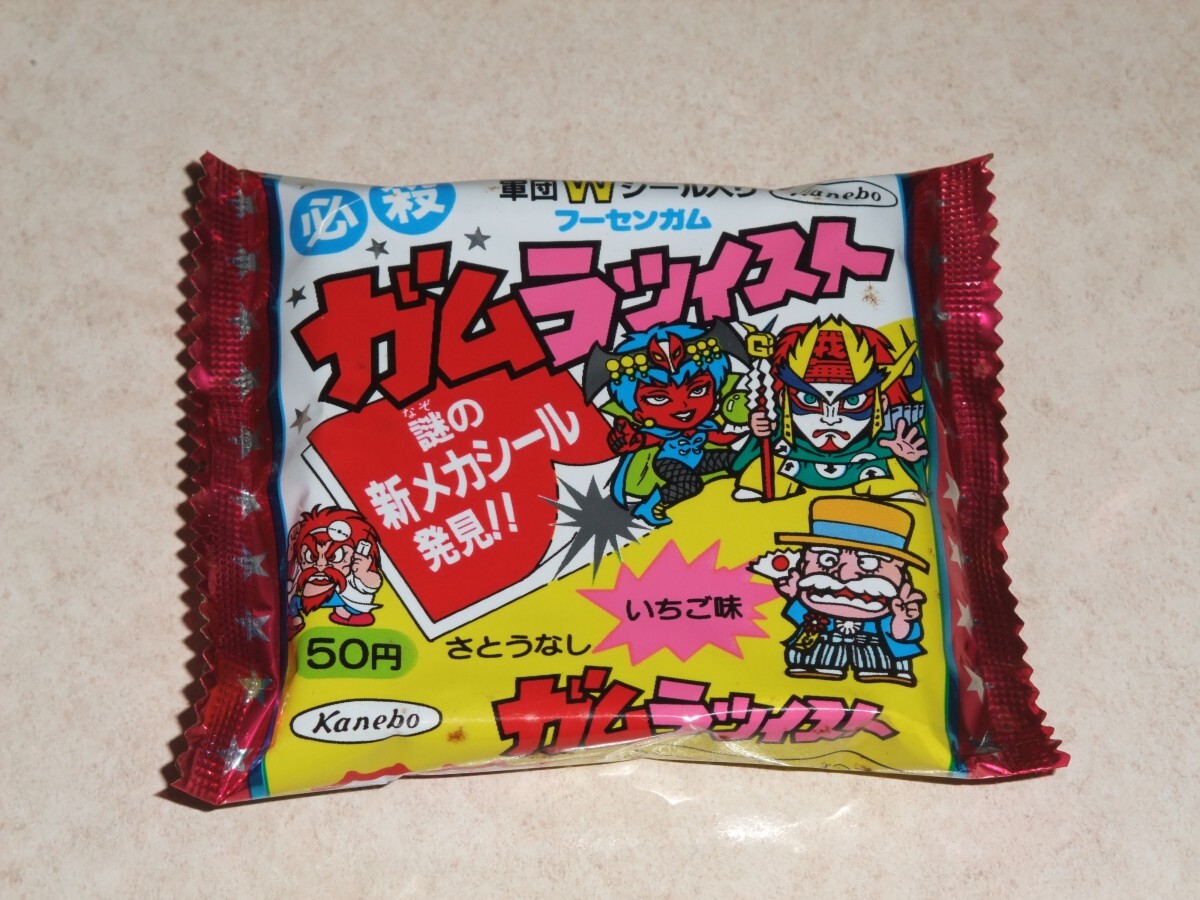 必殺
軍団Wシール入り
Kanebo
フーセンガム
ガムラツイスト
なぞ
謎の
新メカシール
発見!!
G
戦
いちご味
さとうなし
50円
Kanebo
ガムラツイスト